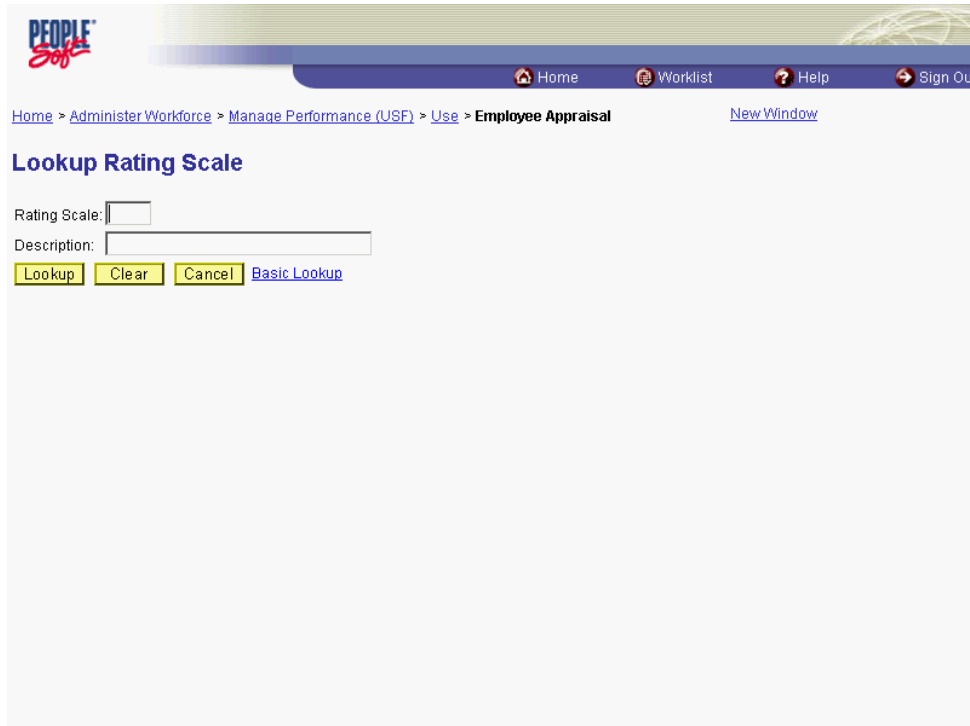 PEOPLE
Soft
Home Worklist Help Sign Ou
Home > Administer Workforce > Manage Performance (USF) > Use > Employee Appraisal New Window
Lookup Rating Scale
Rating Scale:
Description:
Lookup Clear Cancel Basic Lookup